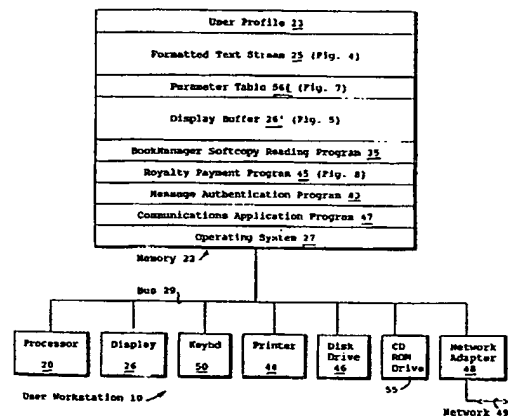 User Profile 23
Formatted Text Stream 25 (Fig. 4)
Parameter Table 56( (Fig. 7)
Display Buffer 26' (Fig. 5)
BookManager Softcopy Reading Program 35
Royalty Payment Program 45 (Fig. 8)
Message Authentication Program 43
Communications Application Program 47
Operating System 27
Memory 22
Bus 29
Processor 20
Display 26
Keybd 50
Printer 44
Disk Drive 46
CD ROM Drive 55
Network Adapter 48
User Workstation 10
Network 49